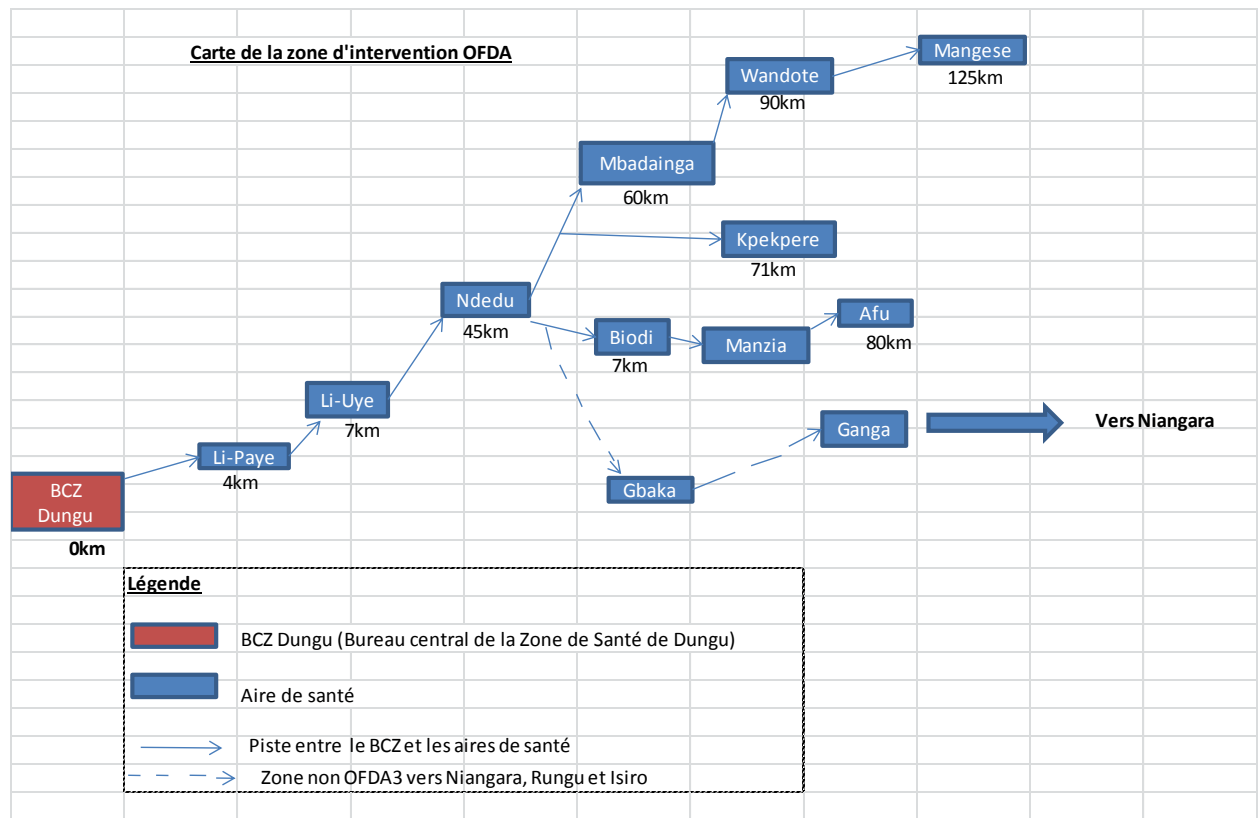 Carte de la zone d'intervention OFDA
Mangese
125km
Wandote
90km
Mbadainga
60km
Kpekpere
71km
Ndedu
45km
Afu
80km
Biodi
7km
Manzia
Li-Uye
7km
Ganga
Vers Niangara
Li-Paye
4km
Gbaka
BCZ
Dungu
0km
Légende
BCZ Dungu (Bureau central de la Zone de Santé de Dungu)
Aire de santé
Piste entre le BCZ et les aires de santé
Zone non OFDA3 vers Niangara, Rungu et Isiro